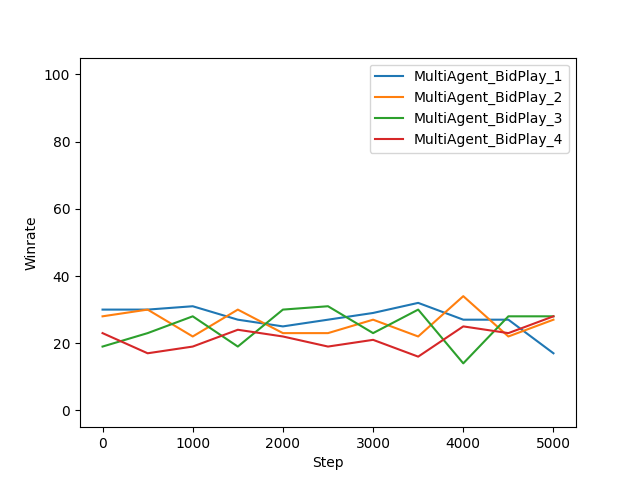 MultiAgent_BidPlay_1
MultiAgent_BidPlay_2
MultiAgent_BidPlay_3
MultiAgent_BidPlay_4
100
80
60
40
20
0
Winrate
0 1000 2000 3000 4000 5000
Step